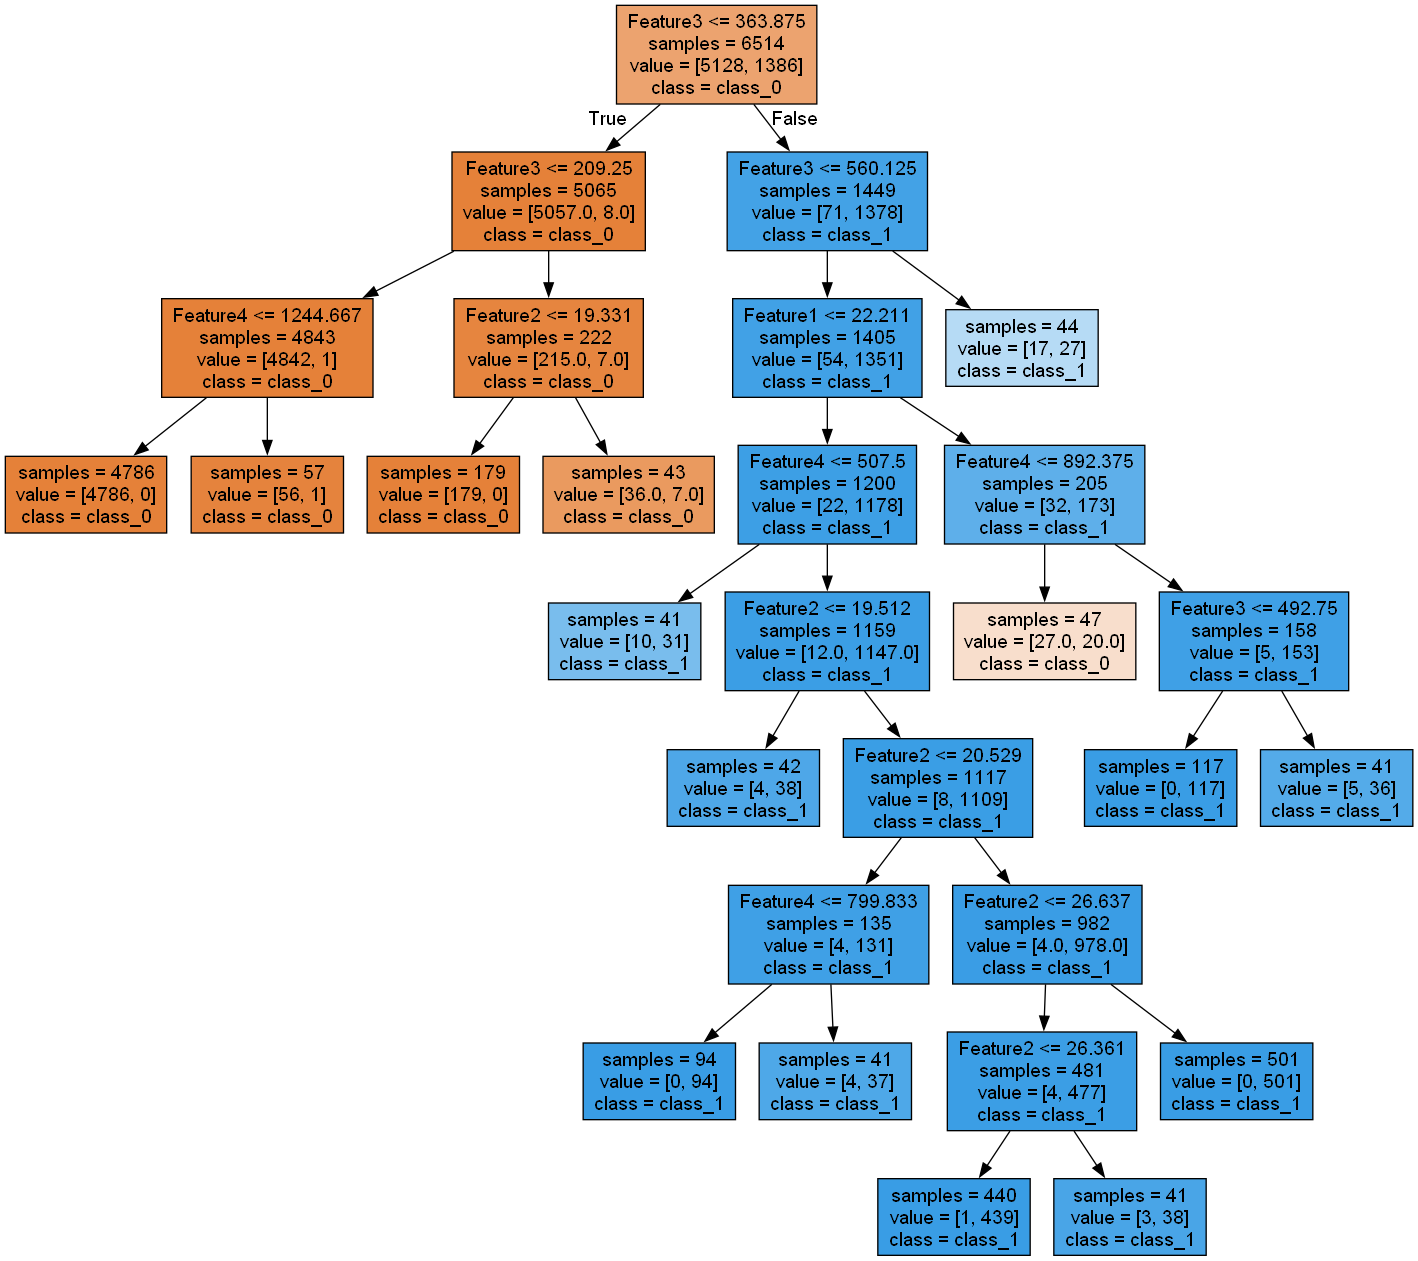 Feature3 <= 363.875
samples = 6514
value = [5128, 1386]
class = class_0
True
False
Feature3 <= 209.25
samples = 5065
value = [5057.0, 8.0]
class = class_0
Feature3 <= 560.125
samples = 1449
value = [71, 1378]
class = class_1
Feature4 <= 1244.667
samples = 4843
value = [4842, 1]
class = class_0
Feature2 <= 19.331
samples = 222
value = [215.0, 7.0]
class = class_0
Feature1 <= 22.211
samples = 1405
value = [54, 1351]
class = class_1
samples = 44
value = [17, 27]
class = class_1
samples = 4786
value = [4786, 0]
class = class_0
samples = 57
value = [56, 1]
class = class_0
samples = 179
value = [179, 0]
class = class_0
samples = 43
value = [36.0, 7.0]
class = class_0
Feature4 <= 507.5
samples = 1200
value = [22, 1178]
class = class_1
Feature4 <= 892.375
samples = 205
value = [32, 173]
class = class_1
samples = 41
value = [10, 31]
class = class_1
Feature2 <= 19.512
samples = 1159
value = [12.0, 1147.0]
class = class_1
samples = 47
value = [27.0, 20.0]
class = class_0
Feature3 <= 492.75
samples = 158
value = [5, 153]
class = class_1
samples = 42
value = [4, 38]
class = class_1
Feature2 <= 20.529
samples = 1117
value = [8, 1109]
class = class_1
samples = 117
value = [0, 117]
class = class_1
samples = 41
value = [5, 36]
class = class_1
Feature4 <= 799.833
samples = 135
value = [4, 131]
class = class_1
Feature2 <= 26.637
samples = 982
value = [4.0, 978.0]
class = class_1
samples = 94
value = [0, 94]
class = class_1
samples = 41
value = [4, 37]
class = class_1
Feature2 <= 26.361
samples = 481
value = [4, 477]
class = class_1
samples = 501
value = [0, 501]
class = class_1
samples = 440
value = [1, 439]
class = class_1
samples = 41
value = [3, 38]
class = class_1